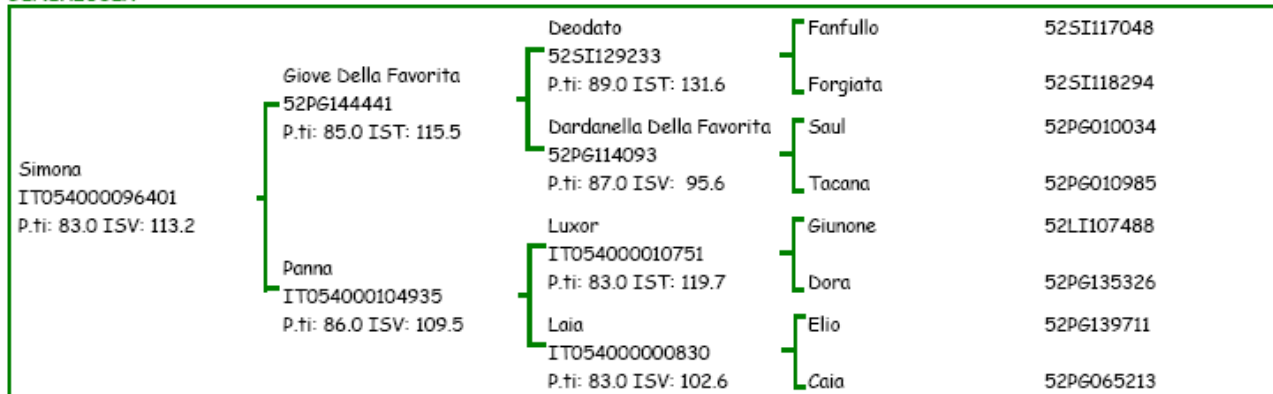 Simona
IT054000096401
P.ti: 83.0 ISV: 113.2
Giove Della Favorita
52PG144441
P.ti: 85.0 IST: 115.5
Panna
IT054000104935
P.ti: 86.0 ISV: 109.5
Deodato
52SI129233
P.ti: 89.0 IST: 131.6
Dardanella Della Favorita
52PG114093
P.ti: 87.0 ISV: 95.6
Luxor
IT054000010751
P.ti: 83.0 IST: 119.7
Laia
IT054000000830
P.ti: 83.0 ISV: 102.6
Fanfullo 52SI117048
Forgiata 52SI118294
Saul 52PG010034
Tacana 52PG010985
Giunone 52LI107488
Dora 52PG135326
Elio 52PG139711
Caia 52PG065213